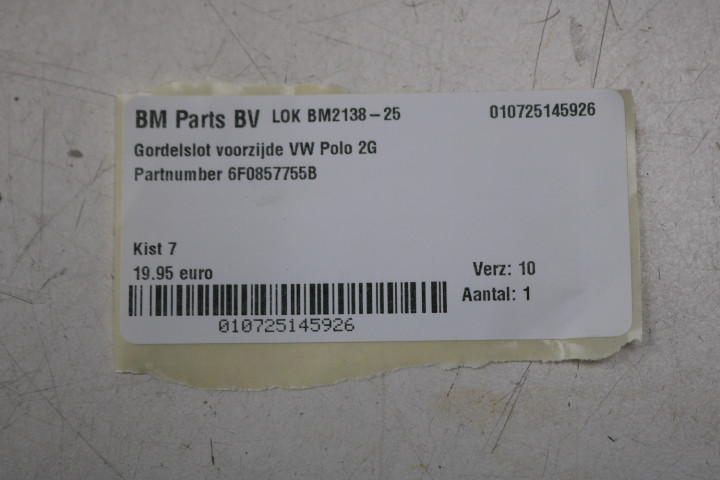 BM Parts BV LOK BM2138-25 010725145926
Gordelslot voorzijde VW Polo 2G
Partnumber 6F0857755B
Kist 7
19.95 euro Verz: 10
Aantal: 1
010725145926